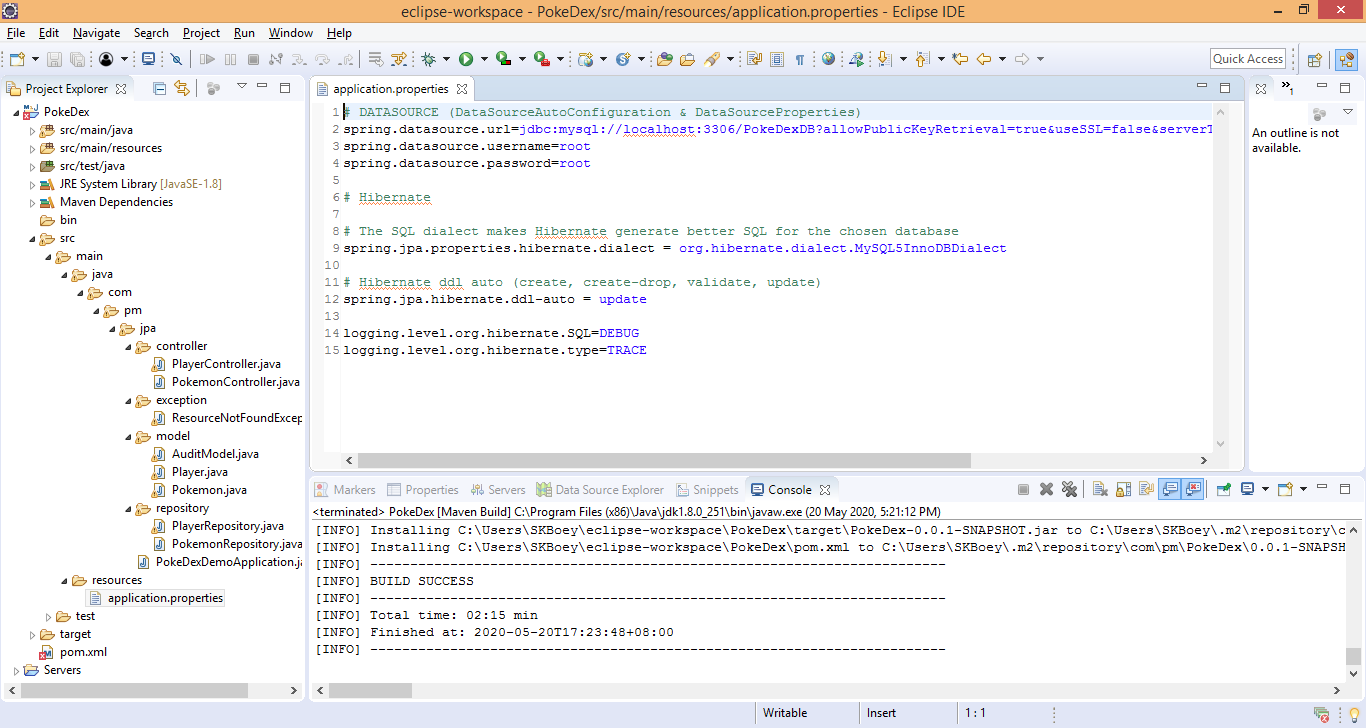 eclipse-workspace - PokeDex/src/main/resources/application.properties - Eclipse IDE
File Edit Navigate Search Project Run Window Help
Quick Access
Project Explorer
PokeDex
src/main/java
src/main/resources
src/test/java
JRE System Library [JavaSE-1.8]
Maven Dependencies
bin
src
main
java
com
pm
jpa
controller
PlayerController.java
PokemonController.java
exception
ResourceNotFoundExcep
model
AuditModel.java
Player.java
Pokemon.java
repository
PlayerRepository.java
PokemonRepository.java
PokeDexDemoApplication.ja
resources
application.properties
test
target
pom.xml
Servers
application.properties
1 # DATASOURCE (DataSourceAutoConfiguration & DataSourceProperties)
2 spring.datasource.url=jdbc:mysql://localhost:3306/PokeDexDB?allowPublicKeyRetrieval=true&useSSL=false&serverT
3 spring.datasource.username=root
4 spring.datasource.password=root
5
6 # Hibernate
7
8 # The SQL dialect makes Hibernate generate better SQL for the chosen database
9 spring.jpa.properties.hibernate.dialect = org.hibernate.dialect.MySQL5InnoDBDialect
10
11 # Hibernate ddl auto (create, create-drop, validate, update)
12 spring.jpa.hibernate.ddl-auto = update
13
14 logging.level.org.hibernate.SQL=DEBUG
15 logging.level.org.hibernate.type=TRACE
1
An outline is not
available.
Markers Properties Servers Data Source Explorer Snippets Console
<terminated> PokeDex [Maven Build] C:\Program Files (x86)\Java\jdk1.8.0_251\bin\javaw.exe (20 May 2020, 5:21:12 PM)
[INFO] Installing C:\Users\SKBoey\eclipse-workspace\PokeDex\target\PokeDex-0.0.1-SNAPSHOT.jar to C:\Users\SKBoey\.m2\repository\c
[INFO] Installing C:\Users\SKBoey\eclipse-workspace\PokeDex\pom.xml to C:\Users\SKBoey\.m2\repository\com\pm\PokeDex\0.0.1-SNAPSH
[INFO] ------------------------------------------------------------------------
[INFO] BUILD SUCCESS
[INFO] ------------------------------------------------------------------------
[INFO] Total time: 02:15 min
[INFO] Finished at: 2020-05-20T17:23:48+08:00
[INFO] ------------------------------------------------------------------------
Writable Insert 1 : 1